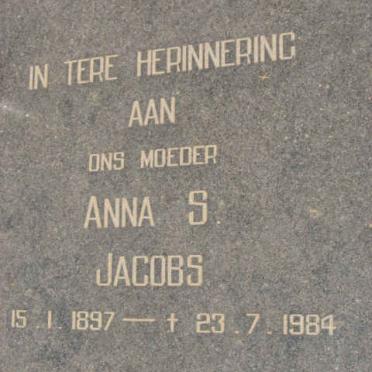 IN TERE HERINNERING
AAN
ONS MOEDER
ANNA S.
JACOBS
15.1.1897 — † 23.7.1984